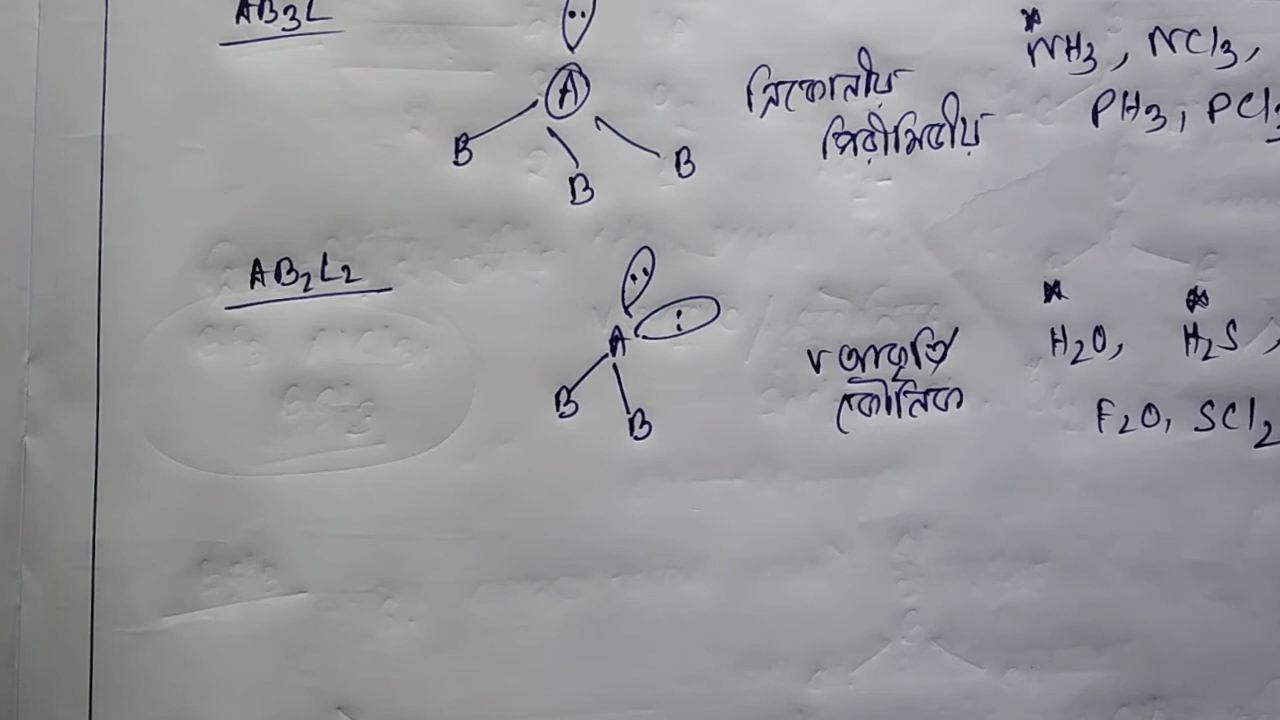 AB3L
A
B
B
B
ত্রিকোনীয়
পিরামিডীয়
NH3, NCl3,
PH3, PCl3
AB2L2
A
B
B
V আকৃতি
কৌনিক
H2O, H2S,
F2O, SCl2